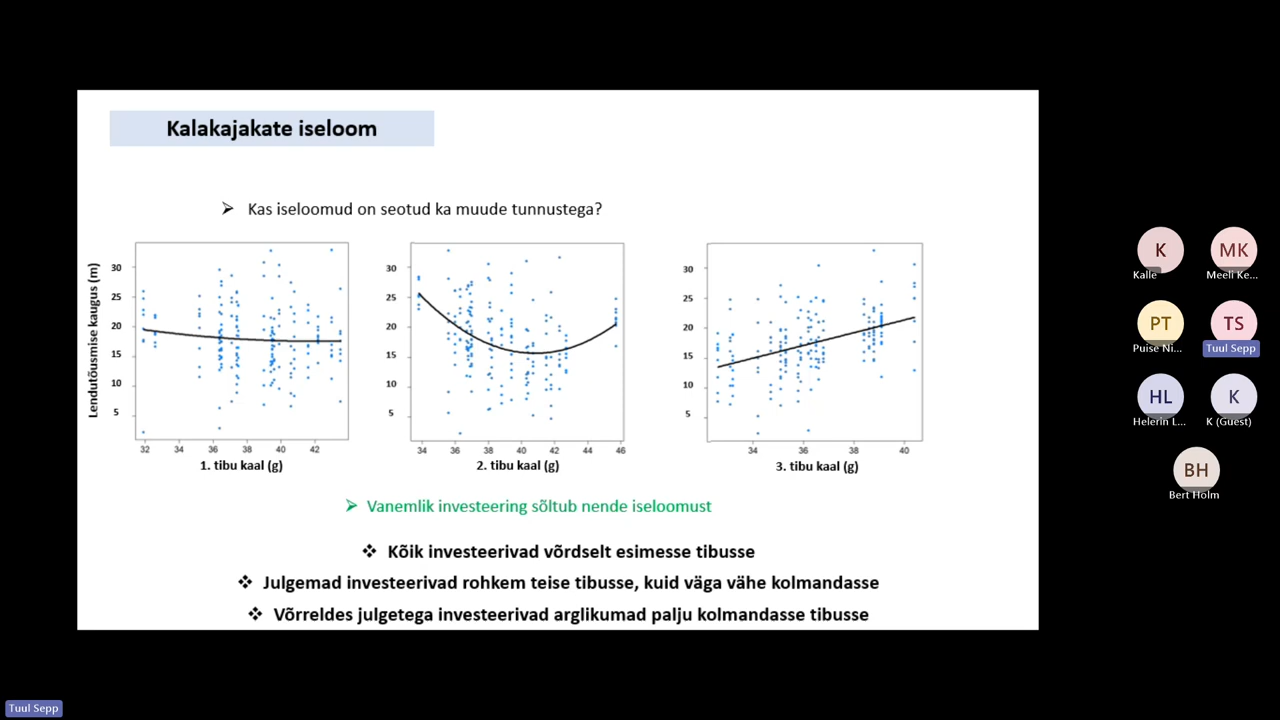 Kalakajakate iseloom
Kas iseloomud on seotud ka muude tunnustega?
Lendutõusmise kaugus (m)
30
25
20
15
10
5
32 34 36 38 40 42
1. tibu kaal (g)
30
25
20
15
10
5
34 36 38 40 42 44 46
2. tibu kaal (g)
30
25
20
15
10
5
34 36 38 40
3. tibu kaal (g)
Vanemlik investeering sõltub nende iseloomust
Kõik investeerivad võrdselt esimesse tibusse
Julgemad investeerivad rohkem teise tibusse, kuid väga vähe kolmandasse
Võrreldes julgetega investeerivad arglikumad palju kolmandasse tibusse
K
Kalle
MK
Meeli Ke...
PT
Puise Ni...
TS
Tuul Sepp
HL
Helerin L...
K
K (Guest)
BH
Bert Holm
Tuul Sepp